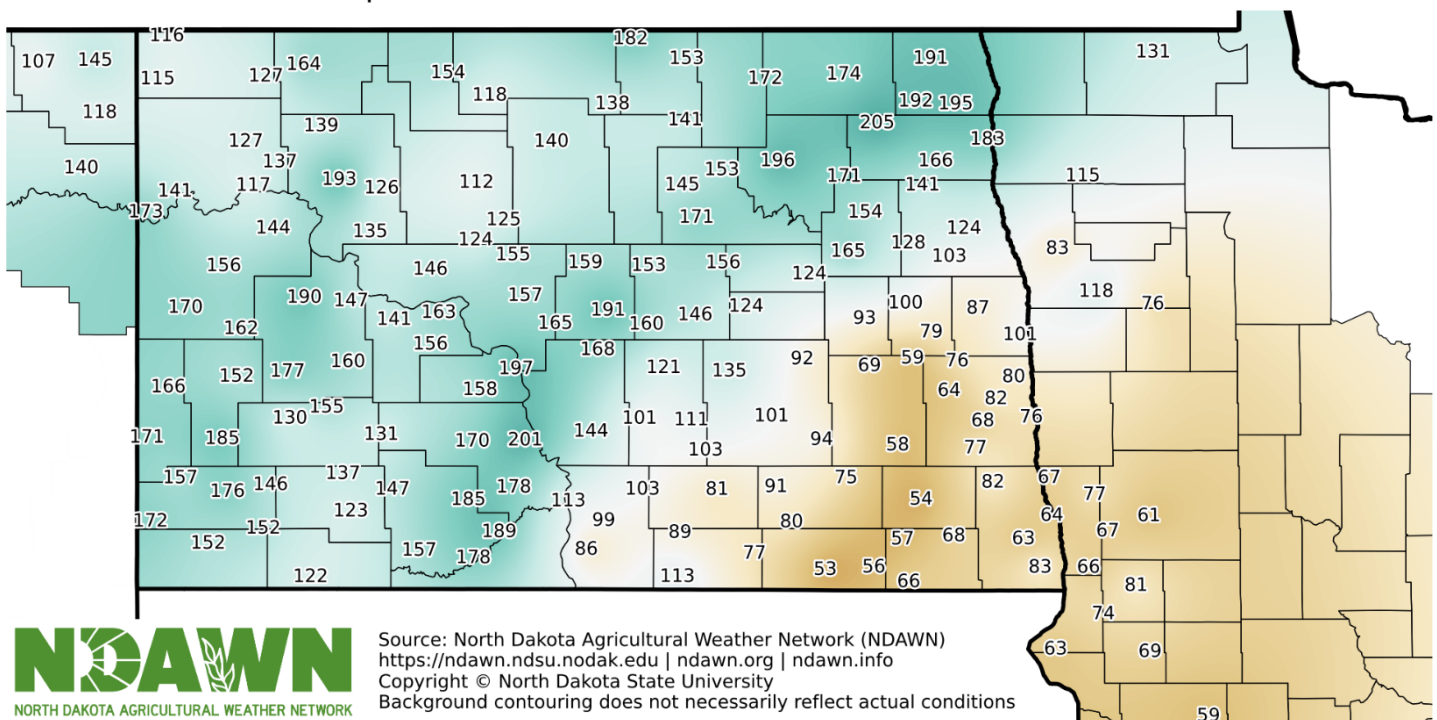 116
182
107 145 164 153 191 131
115 127 154 172 174
118 118 138 192 195
141 205
127 139 140 183
140 137 153 196 166
141 117 193 126 112 145 171 141 115
173 144 135 125 171 154 124
124 155 165 128 103 83
156 146 159 153 156 124
170 190 147 157 100 87 118 76
162 141 163 165 191 160 146 124 93 79 101
156 168
166 152 177 160 197 121 135 92 69 59 76
158 64 82 80
130 155 101 111 101 68 76
171 185 131 170 201 144 103 94 58 77
157 176 146 137 147 185 178 103 81 91 75 54 82 67 77
172 123 113 99 80 64 61
152 152 189 89 57 68 63 67
157 178 86 77
122 113 53 56 66 83 66
81
74
63 69
59
NDAWN
NORTH DAKOTA AGRICULTURAL WEATHER NETWORK
Source: North Dakota Agricultural Weather Network (NDAWN)
https://ndawn.ndsu.nodak.edu | ndawn.org | ndawn.info
Copyright © North Dakota State University
Background contouring does not necessarily reflect actual conditions